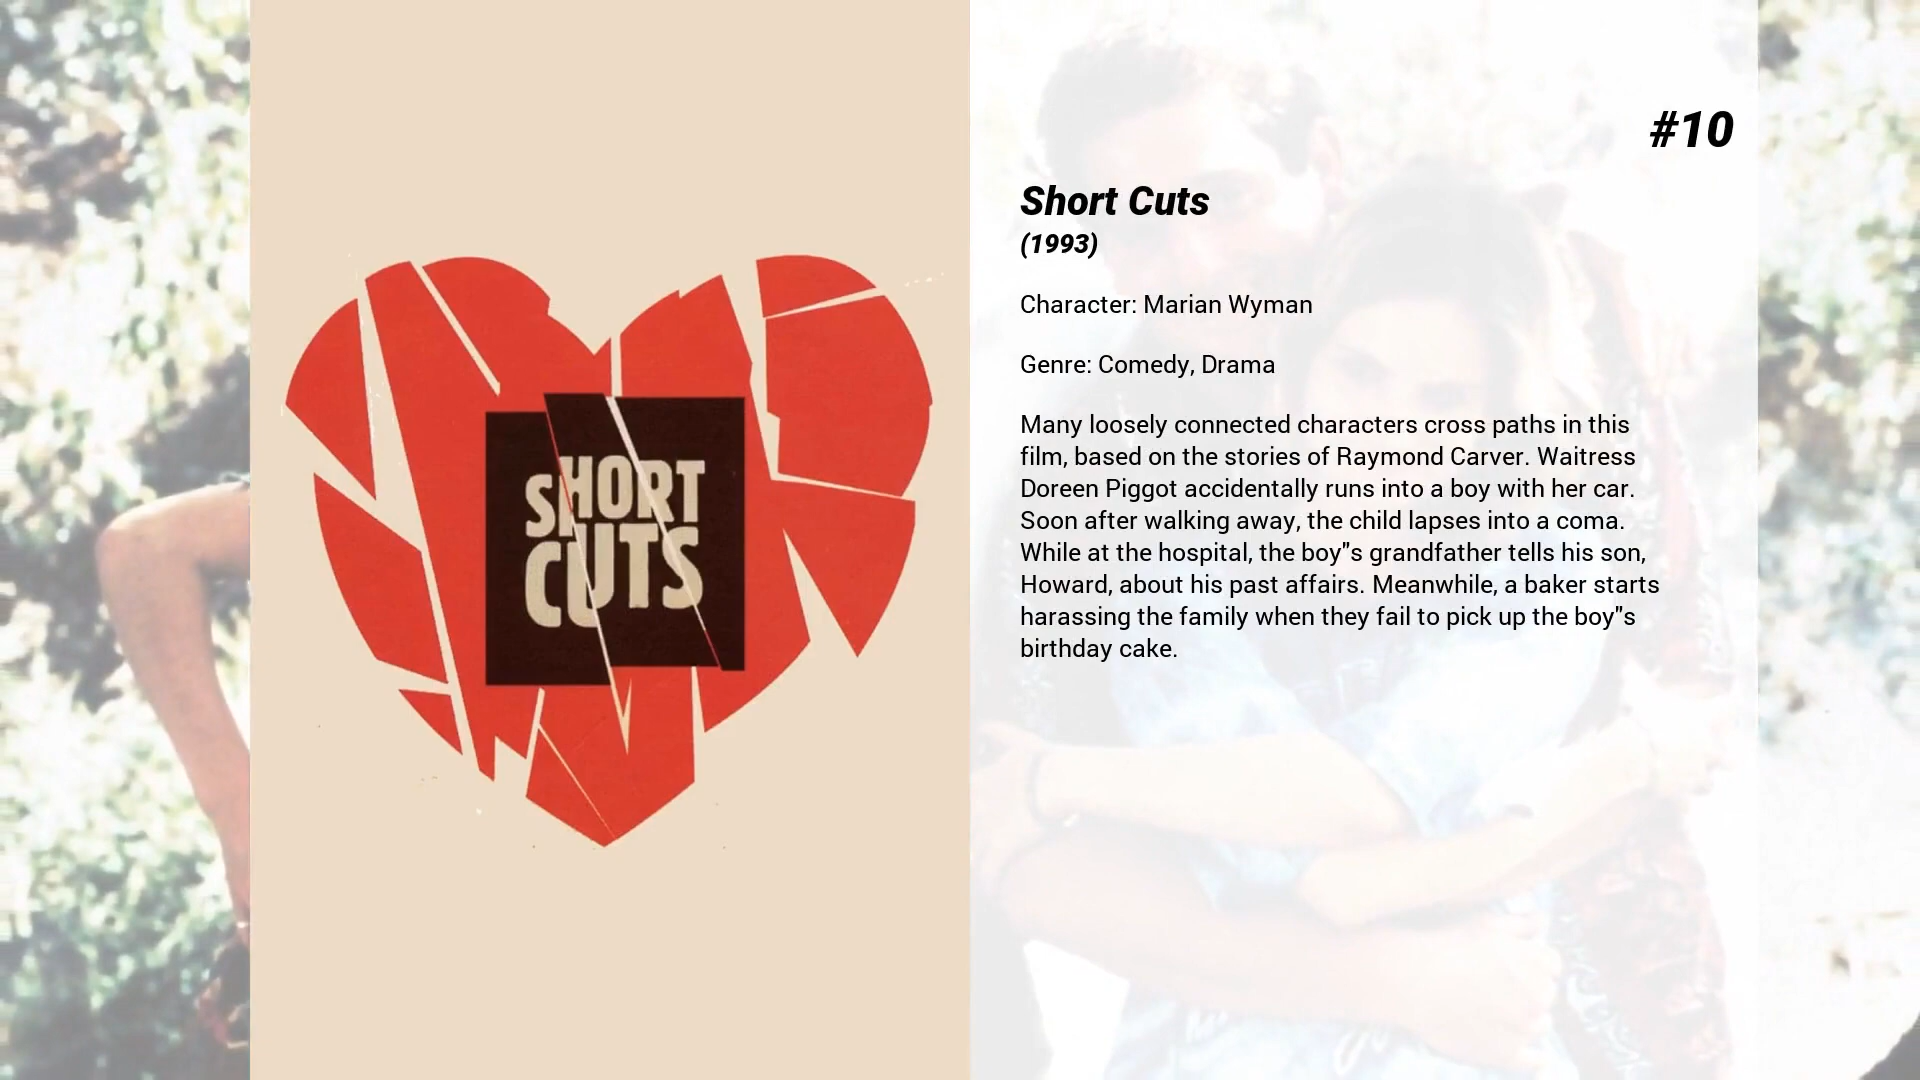 SHORT
CUTS
#10
Short Cuts
(1993)
Character: Marian Wyman
Genre: Comedy, Drama
Many loosely connected characters cross paths in this
film, based on the stories of Raymond Carver. Waitress
Doreen Piggot accidentally runs into a boy with her car.
Soon after walking away, the child lapses into a coma.
While at the hospital, the boy"s grandfather tells his son,
Howard, about his past affairs. Meanwhile, a baker starts
harassing the family when they fail to pick up the boy"s
birthday cake.